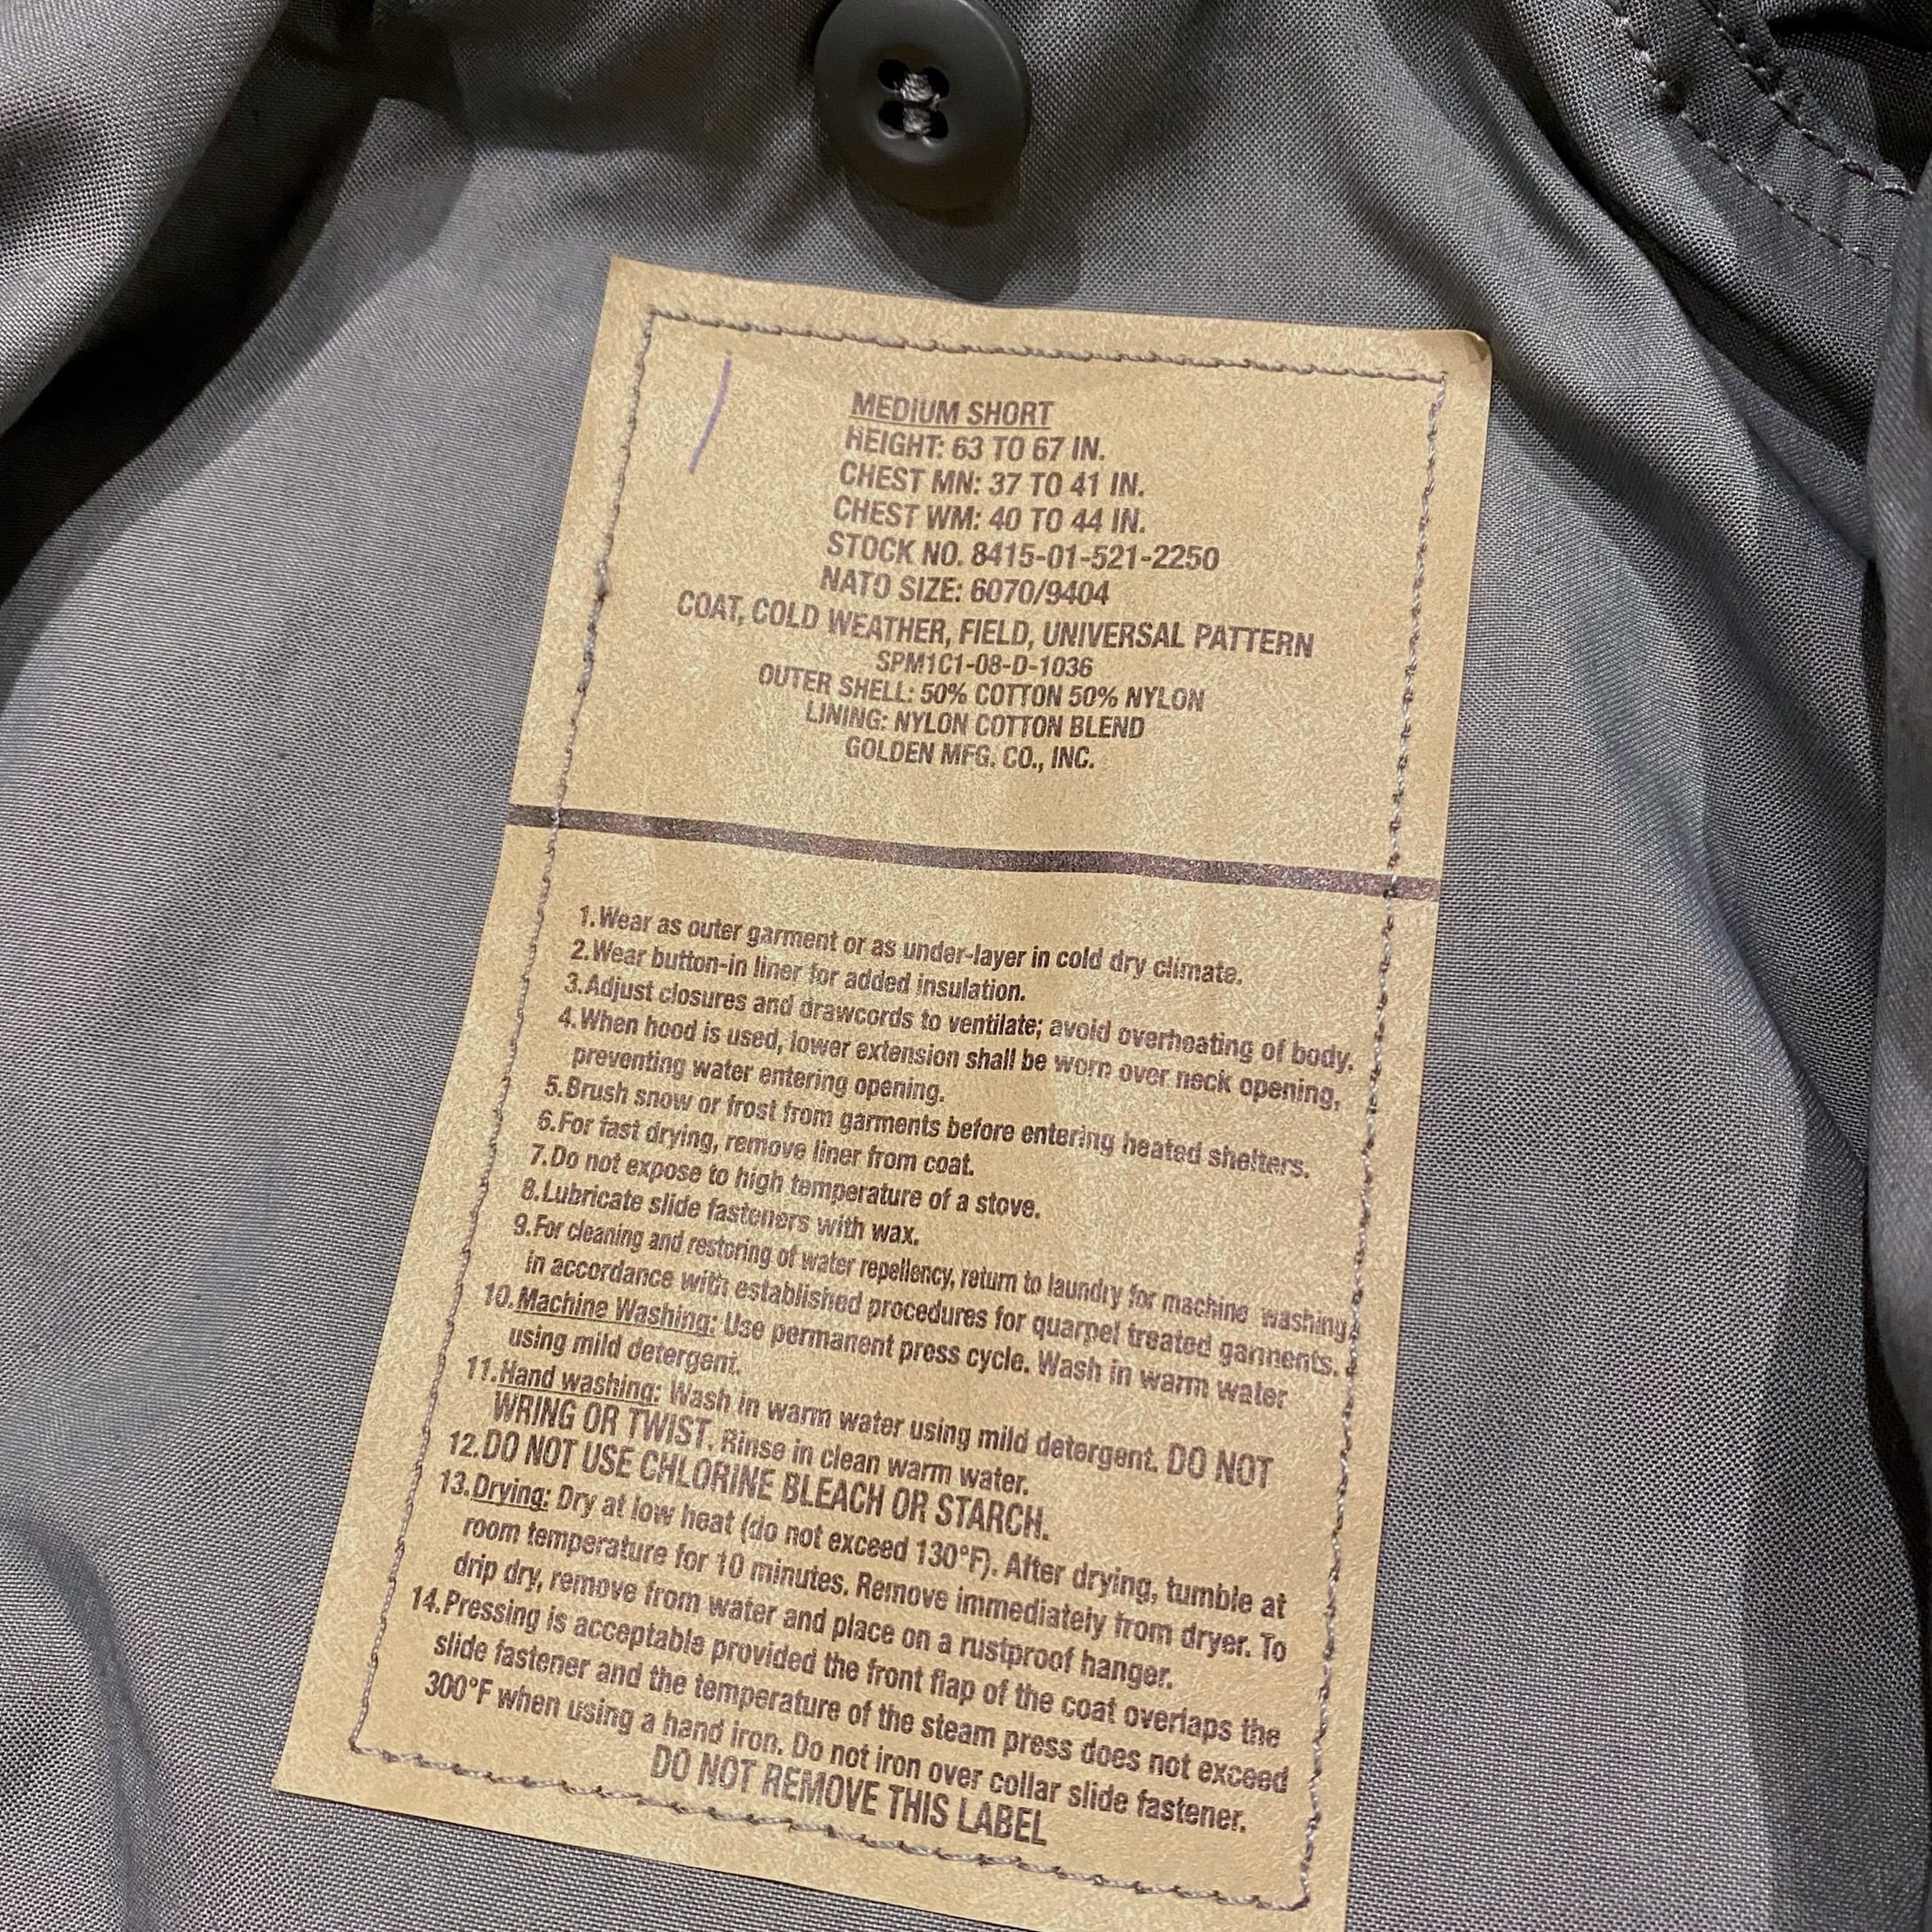 MEDIUM SHORT
HEIGHT: 63 TO 67 IN.
CHEST MN: 37 TO 41 IN.
CHEST WM: 40 TO 44 IN.
STOCK NO. 8415-01-521-2250
NATO SIZE: 6070/9404
COAT, COLD WEATHER, FIELD, UNIVERSAL PATTERN
SPM1C1-08-D-1036
OUTER SHELL: 50% COTTON 50% NYLON
LINING: NYLON COTTON BLEND
GOLDEN MFG. CO., INC.
1.Wear as outer garment or as under-layer in cold dry climate.
2.Wear button-in liner for added insulation.
3.Adjust closures and drawcords to ventilate; avoid overheating of body.
4.When hood is used, lower extension shall be worn over neck opening,
preventing water entering opening.
5.Brush snow or frost from garments before entering heated shelters.
6.For fast drying, remove liner from coat.
7.Do not expose to high temperature of a stove.
8.Lubricate slide fasteners with wax.
9.For cleaning and restoring of water repellency, return to laundry for machine washing
in accordance with established procedures for quarpel treated garments.
10.Machine Washing: Use permanent press cycle. Wash in warm water
using mild detergent.
11.Hand washing: Wash in warm water using mild detergent. DO NOT
WRING OR TWIST. Rinse in clean warm water.
12.DO NOT USE CHLORINE BLEACH OR STARCH.
13.Drying: Dry at low heat (do not exceed 130°F). After drying, tumble at
room temperature for 10 minutes. Remove immediately from dryer. To
drip dry, remove from water and place on a rustproof hanger.
14.Pressing is acceptable provided the front flap of the coat overlaps the
slide fastener and the temperature of the steam press does not exceed
300°F when using a hand iron. Do not iron over collar slide fastener.
DO NOT REMOVE THIS LABEL